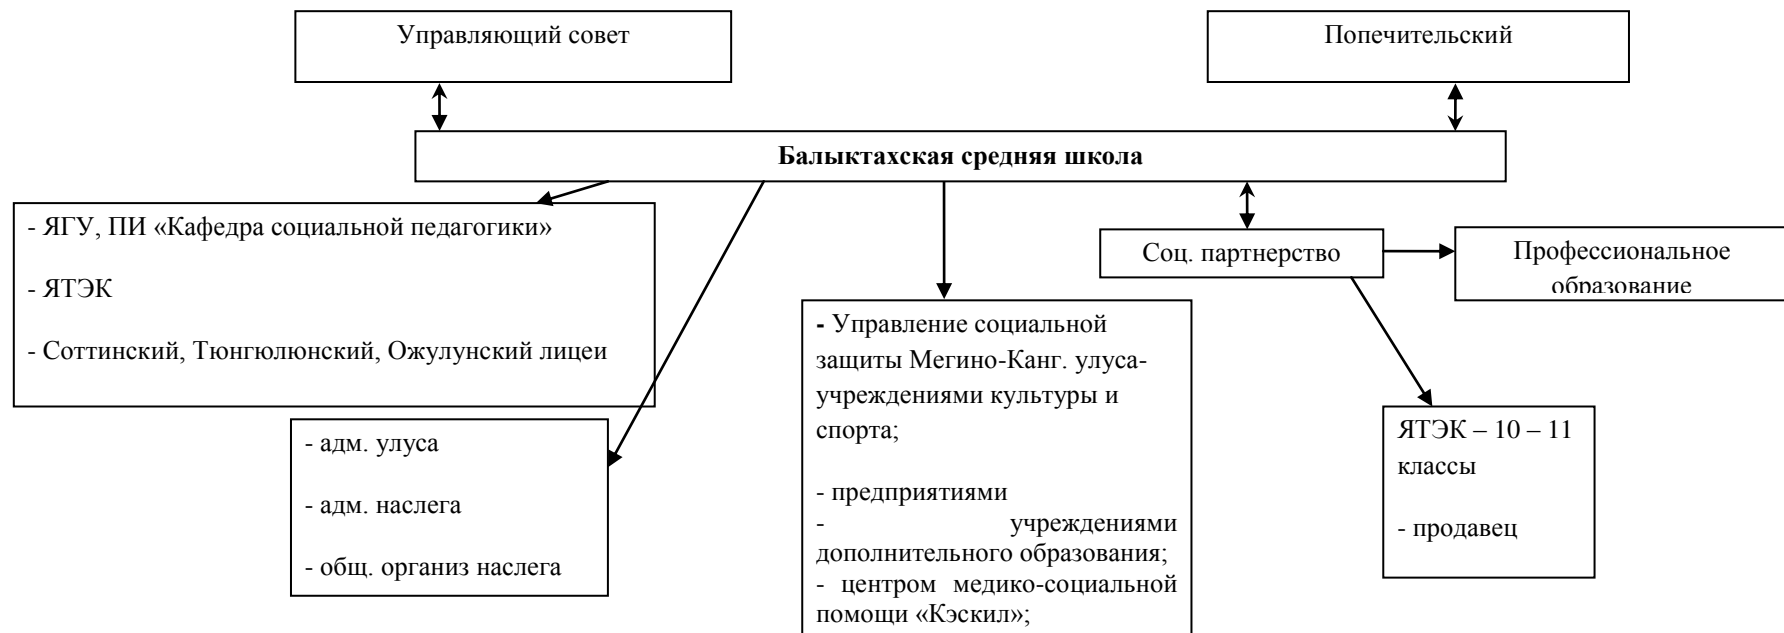 Управляющий совет
Попечительский
Балыктахская средняя школа
- ЯГУ, ПИ «Кафедра социальной педагогики»
- ЯТЭК
- Соттинский, Тюнгюлюнский, Ожулунский лицеи
Соц. партнерство
Профессиональное
образование
- Управление социальной
защиты Мегино-Канг. улуса-
учреждениями культуры и
спорта;
- предприятиями
- учреждениями
дополнительного образования;
- центром медико-социальной
помощи «Кэскил»;
- адм. улуса
- адм. наслега
- общ. организ наслега
ЯТЭК – 10 – 11
классы
- продавец